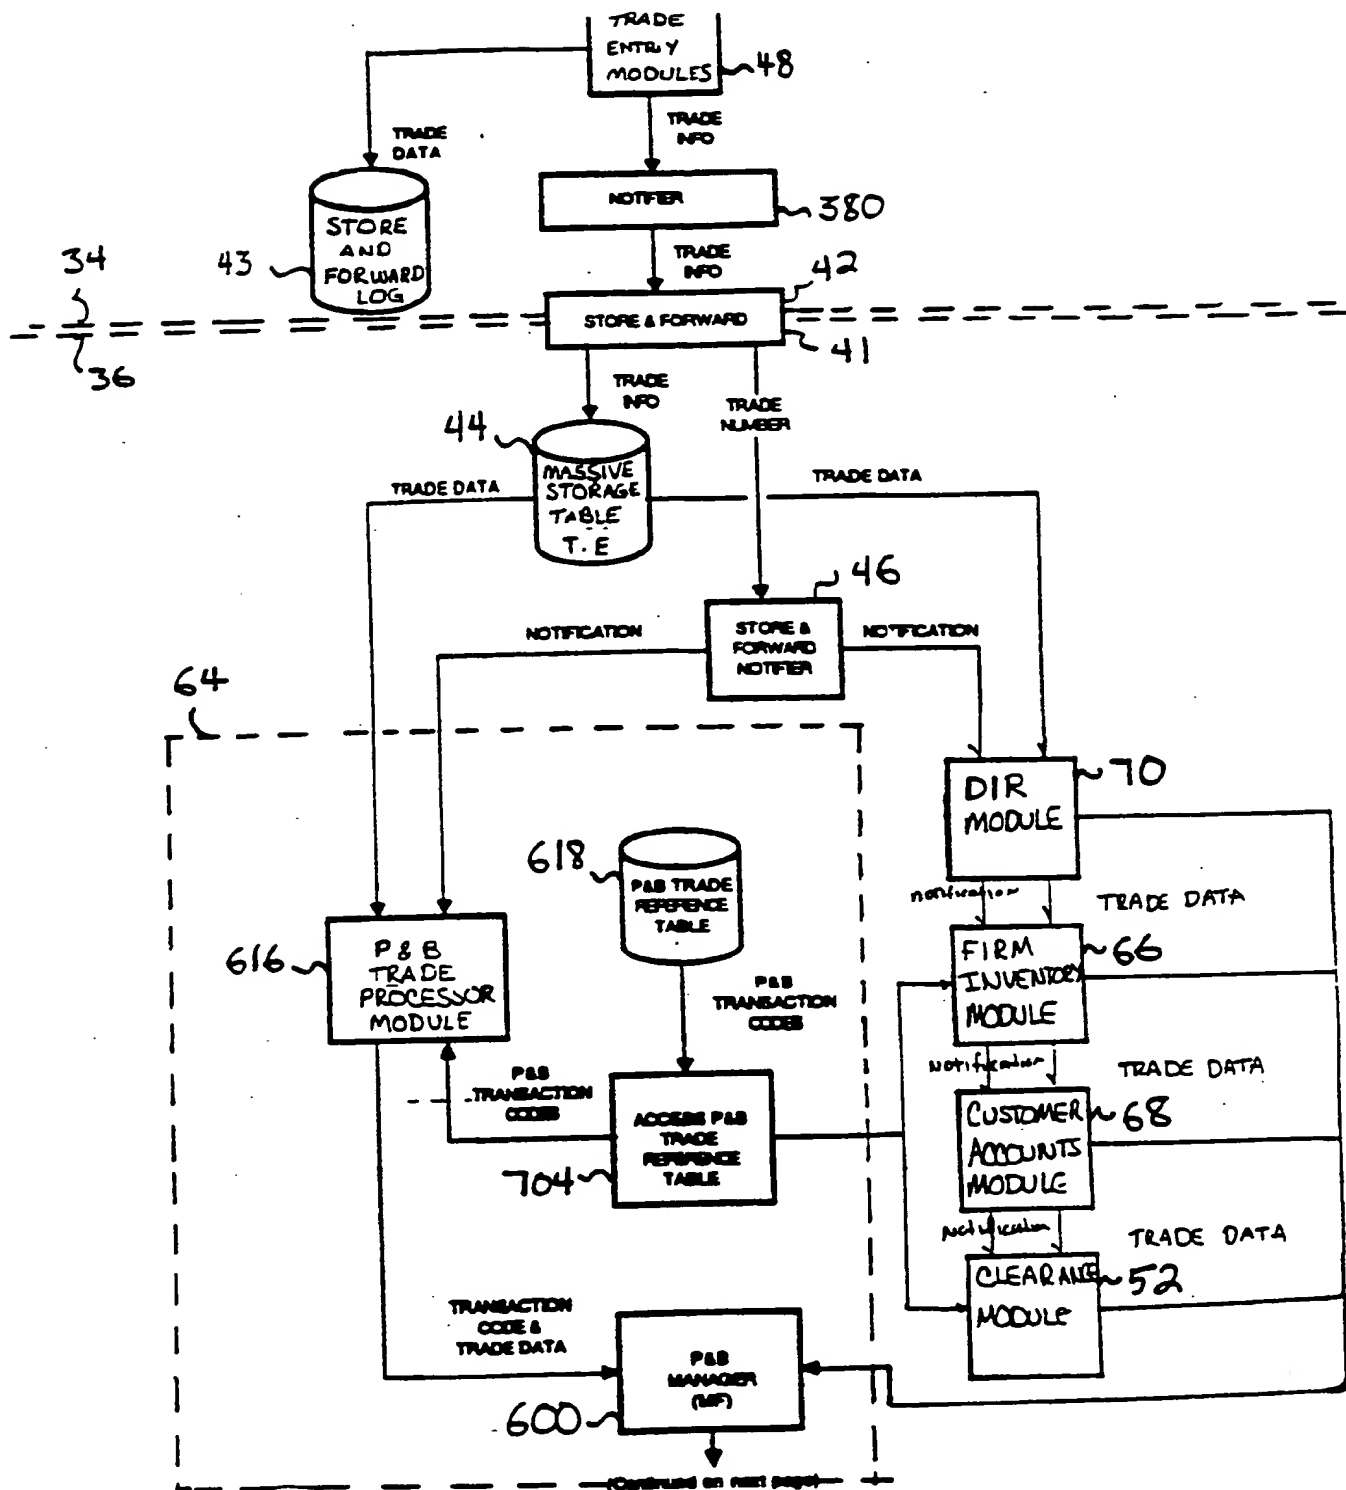 TRADE
ENTRY
MODULES
48
TRADE
DATA
TRADE
INFO
NOTIFIER
380
STORE
AND
FORWARD
LOG
43
34
TRADE
INFO
42
STORE & FORWARD
41
36
TRADE
INFO
TRADE
NUMBER
44
MASSIVE
STORAGE
TABLE
T.E
TRADE DATA
TRADE DATA
46
STORE &
FORWARD
NOTIFIER
NOTIFICATION
NOTIFICATION
64
DIR
MODULE
70
618
P&B TRADE
REFERENCE
TABLE
notification
TRADE DATA
616
P & B
TRADE
PROCESSOR
MODULE
FIRM
INVENTORY
MODULE
66
P&B
TRANSACTION
CODES
Notification
TRADE DATA
P&B
TRANSACTION
CODES
ACCESS P&B
TRADE
REFERENCE
TABLE
704
CUSTOMER
ACCOUNTS
MODULE
68
Notification
TRADE DATA
CLEARANCE
MODULE
52
TRANSACTION
CODE &
TRADE DATA
P&B
MANAGER
(MF)
600
(Continued on next page)